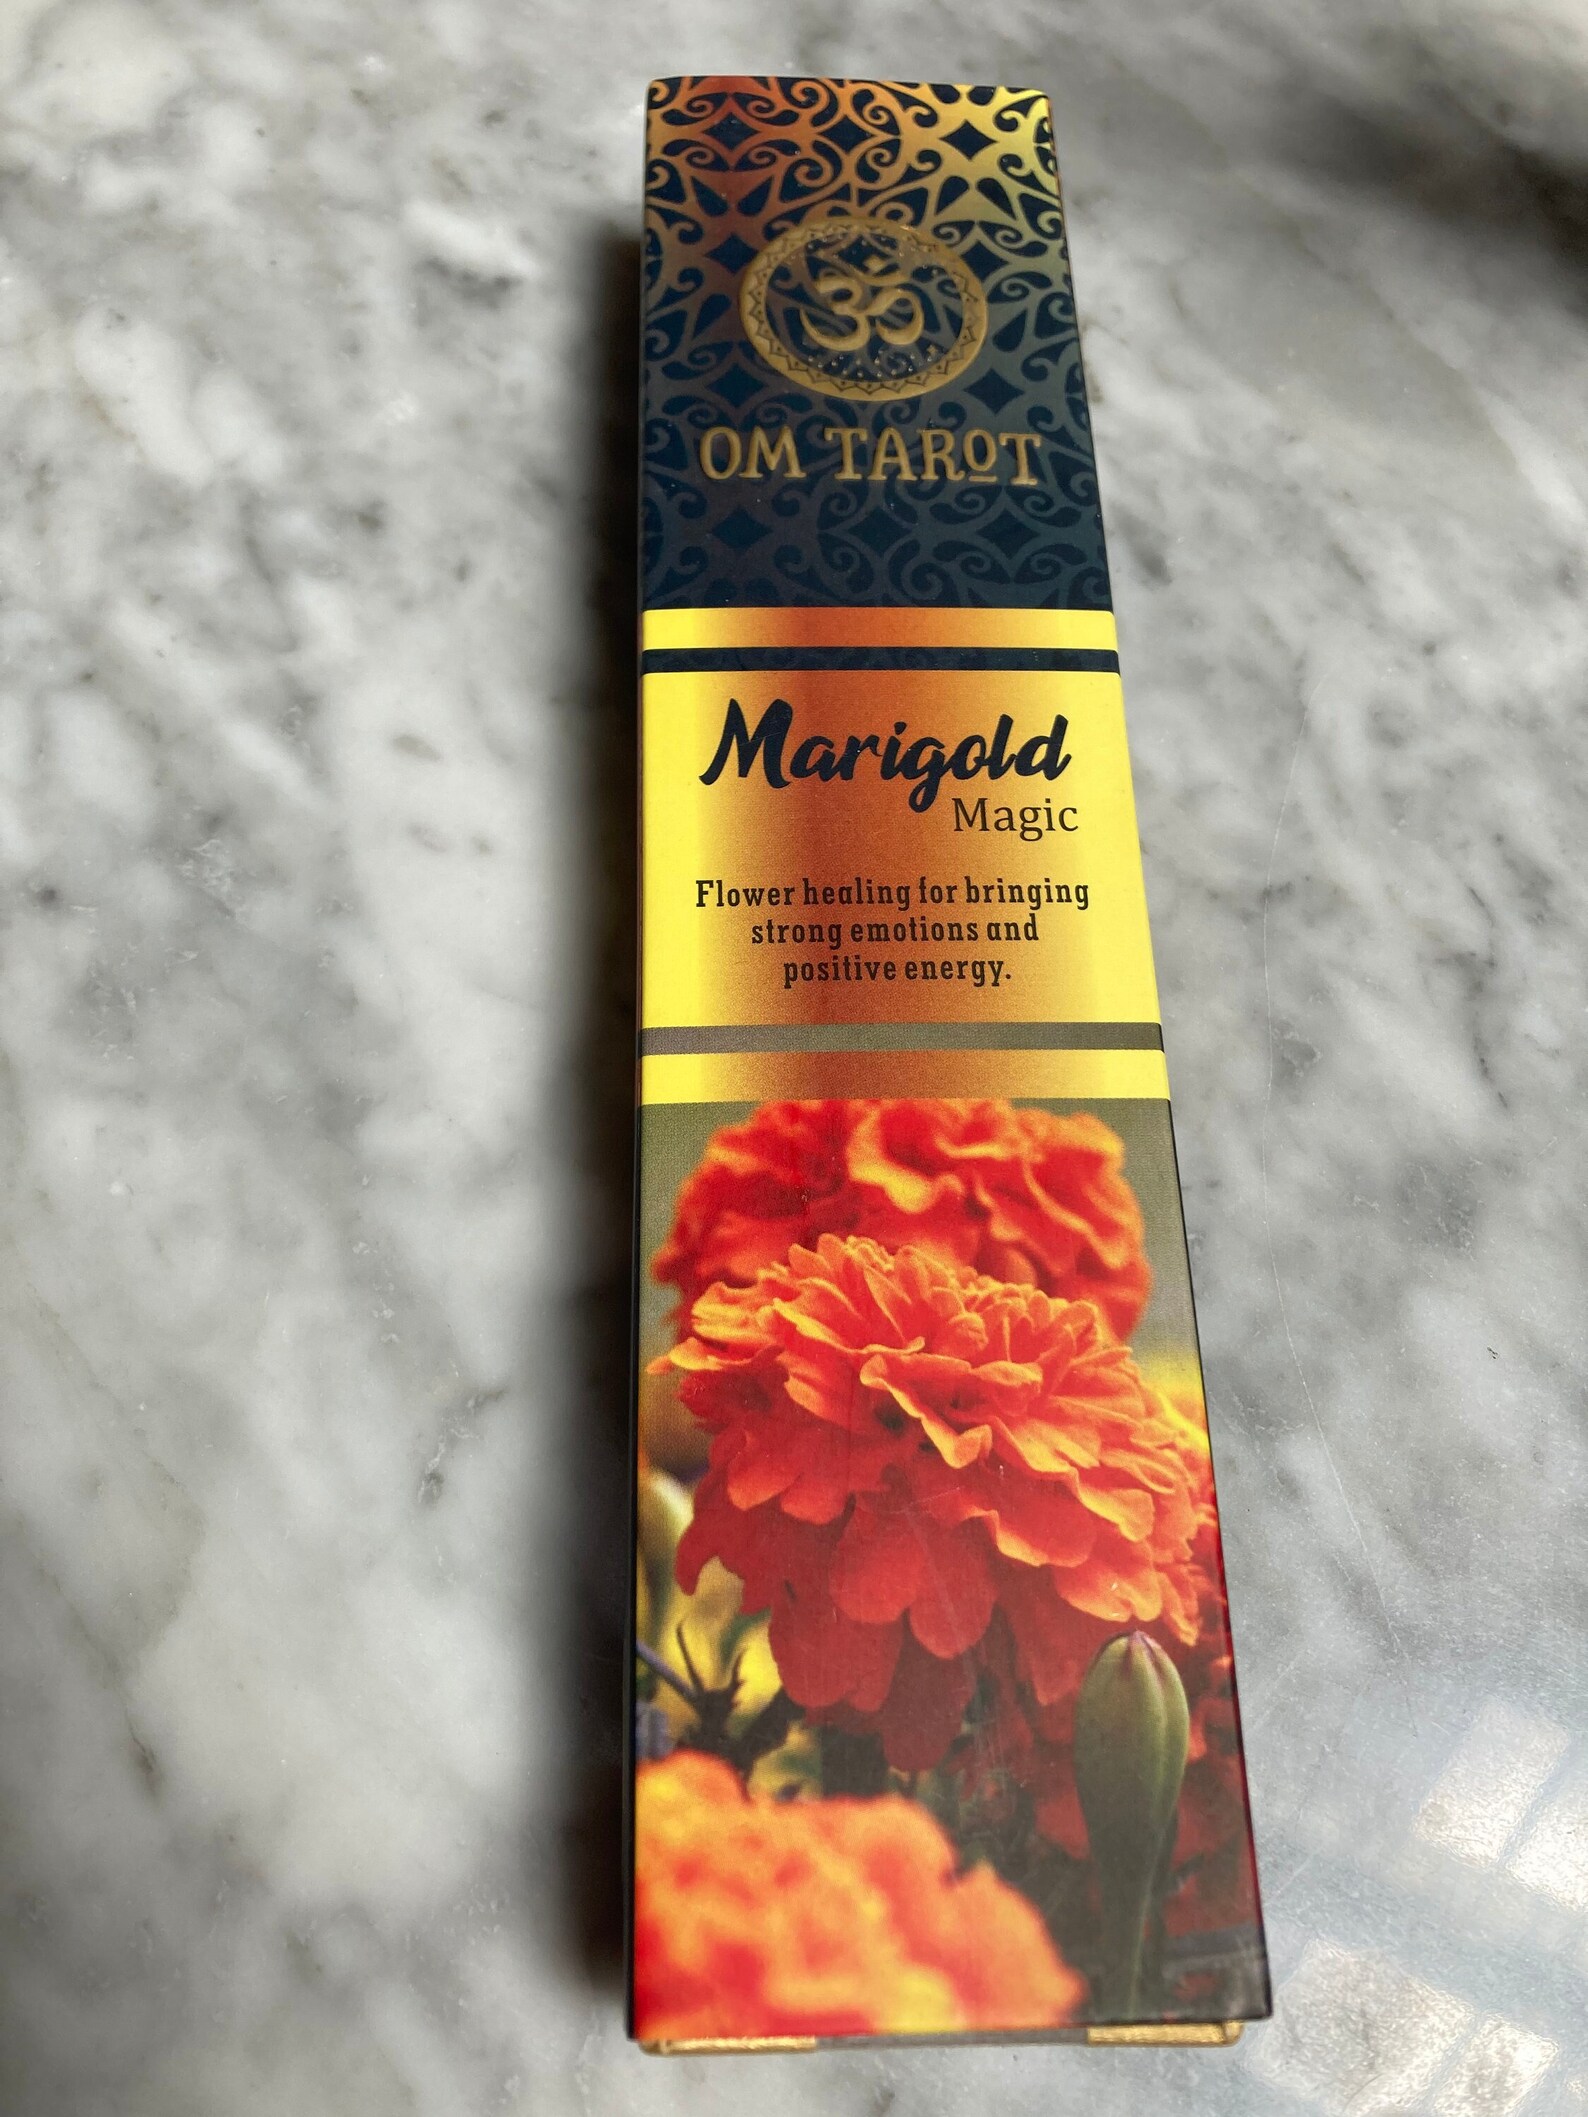 ॐ
OM TAROT
Marigold
Magic
Flower healing for bringing
strong emotions and
positive energy.